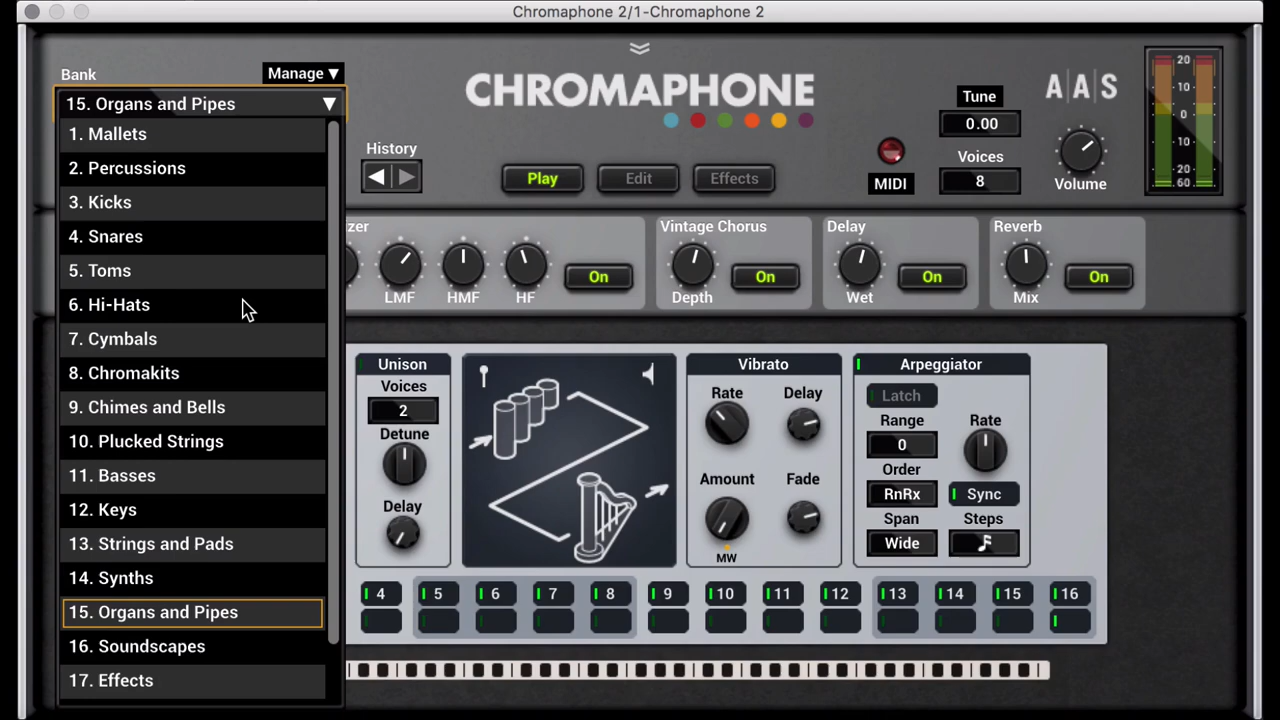 Chromaphone 2/1-Chromaphone 2
Bank
Manage ▼
15. Organs and Pipes
1. Mallets
2. Percussions
3. Kicks
4. Snares
5. Toms
6. Hi-Hats
7. Cymbals
8. Chromakits
9. Chimes and Bells
10. Plucked Strings
11. Basses
12. Keys
13. Strings and Pads
14. Synths
15. Organs and Pipes
16. Soundscapes
17. Effects
History
CHROMAPHONE
Play
Edit
Effects
MIDI
Tune
0.00
Voices
8
A|A|S
Volume
20
10
0
10
20
60
zer
LMF
HMF
HF
On
Vintage Chorus
Depth
On
Delay
Wet
On
Reverb
Mix
On
Unison
Voices
2
Detune
Delay
Vibrato
Rate
Delay
Amount
Fade
MW
Arpeggiator
Latch
Range
0
Rate
Order
RnRx
Sync
Span
Steps
Wide
4 5 6 7 8 9 10 11 12 13 14 15 16